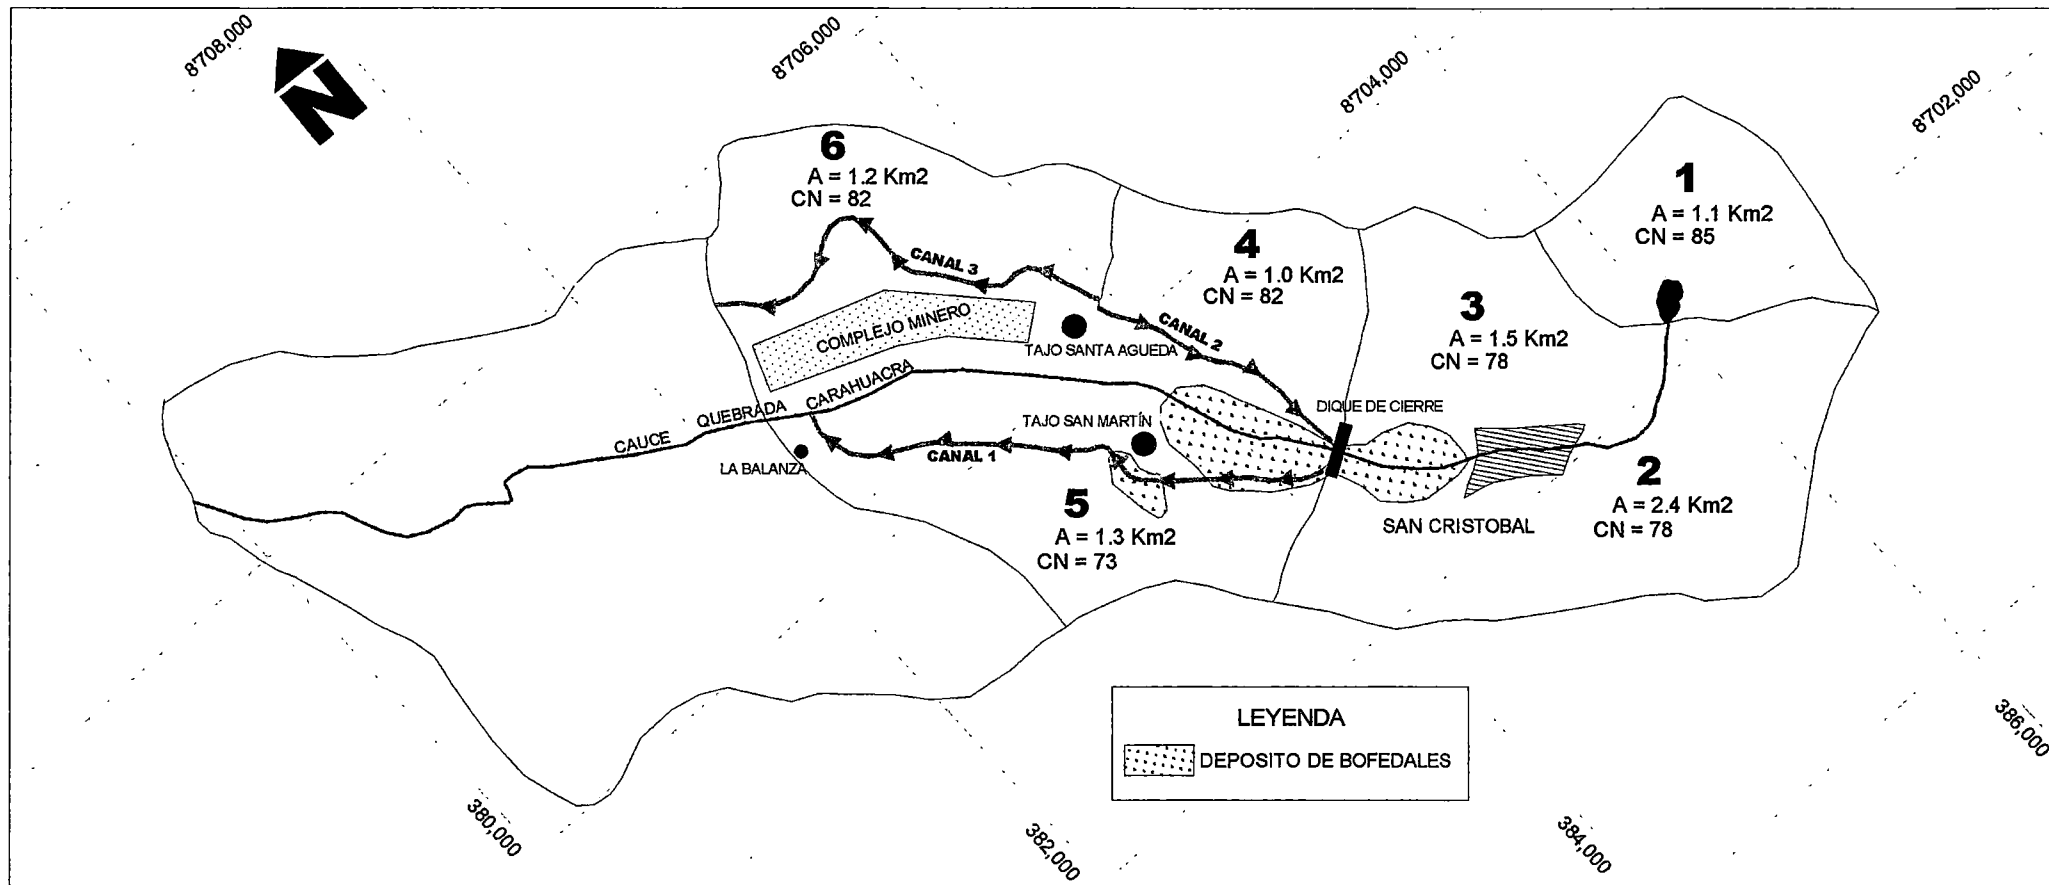 8'708,000
8'706,000
8'704,000
8'702,000
N
6
A = 1.2 Km2
CN = 82
1
A = 1.1 Km2
CN = 85
4
A = 1.0 Km2
CN = 82
3
A = 1.5 Km2
CN = 78
CANAL 3
CANAL 2
COMPLEJO MINERO
TAJO SANTA AGUEDA
CAUCE QUEBRADA CARAHUACRA
DIQUE DE CIERRE
TAJO SAN MARTÍN
LA BALANZA
CANAL 1
2
A = 2.4 Km2
CN = 78
SAN CRISTOBAL
5
A = 1.3 Km2
CN = 73
LEYENDA
DEPOSITO DE BOFEDALES
380,000
382,000
384,000
386,000